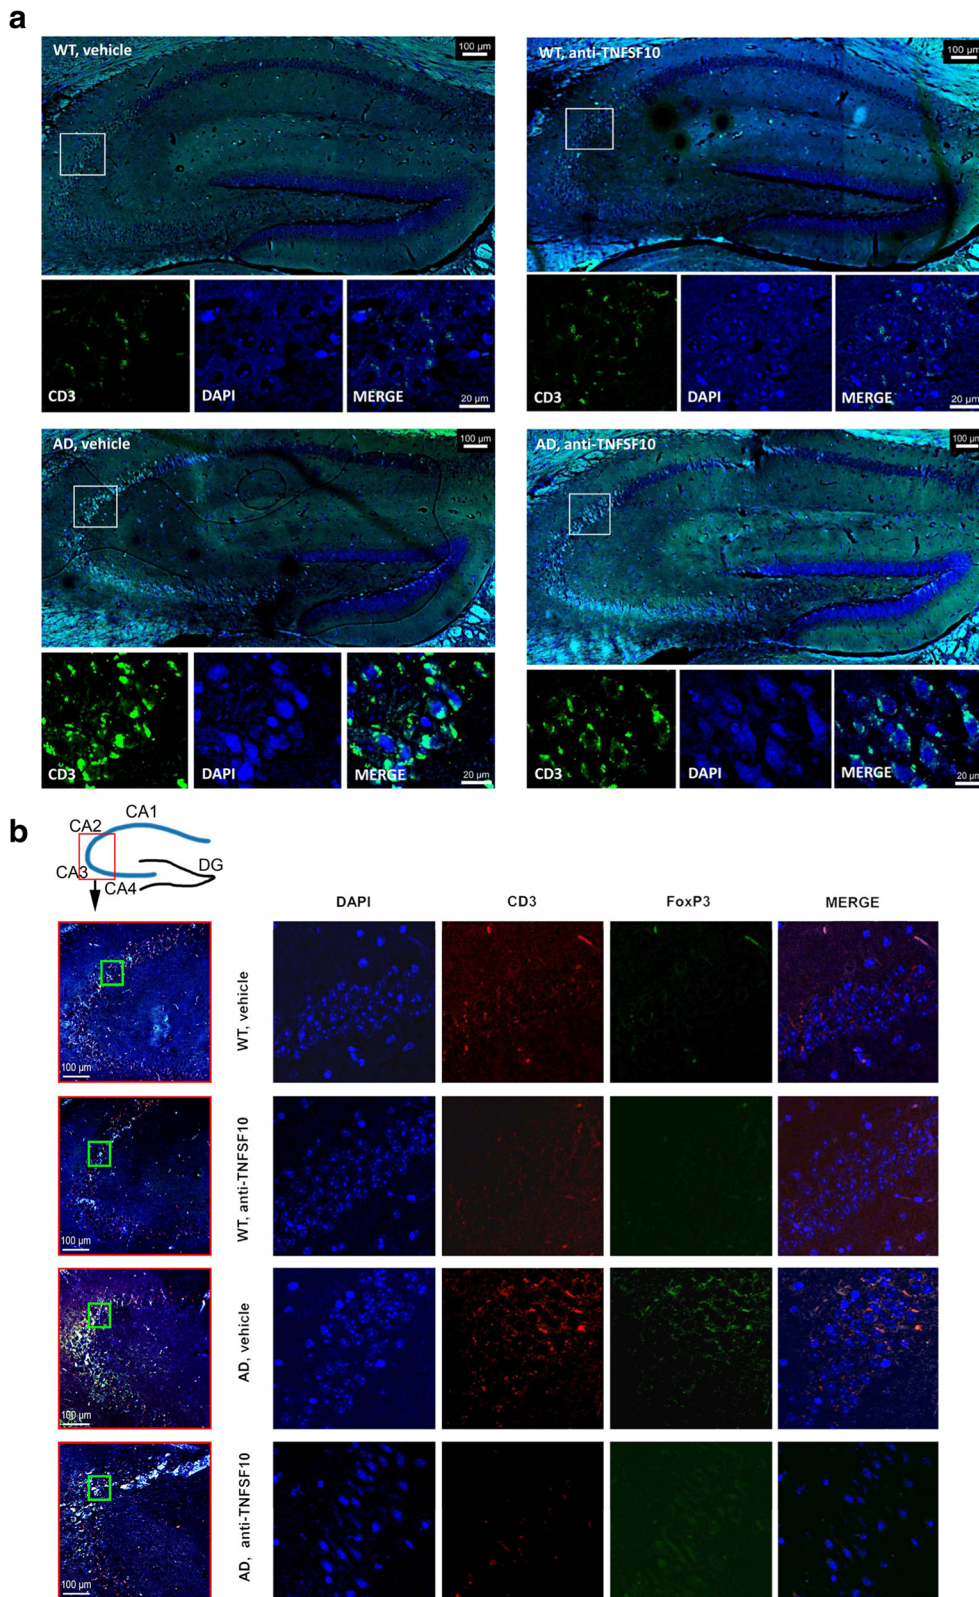 a
WT, vehicle
100 µm
WT, anti-TNFSF10
100 µm
CD3
DAPI
MERGE
20 µm
CD3
DAPI
MERGE
20 µm
AD, vehicle
100 µm
AD, anti-TNFSF10
100 µm
CD3
DAPI
MERGE
20 µm
CD3
DAPI
MERGE
20 µm
b
CA1
CA2
CA3
CA4
DG
DAPI
CD3
FoxP3
MERGE
100 µm
WT, vehicle
100 µm
WT, anti-TNFSF10
100 µm
AD, vehicle
100 µm
AD, anti-TNFSF10